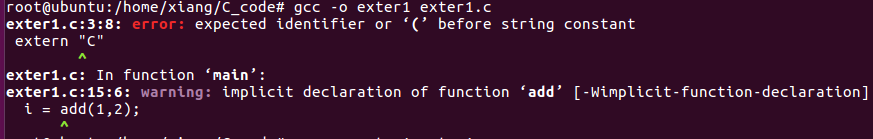 root@ubuntu:/home/xiang/C_code# gcc -o exter1 exter1.c
exter1.c:3:8: error: expected identifier or ‘(’ before string constant
 extern "C"
        ^
exter1.c: In function ‘main’:
exter1.c:15:6: warning: implicit declaration of function ‘add’ [-Wimplicit-function-declaration]
  i = add(1,2);
      ^